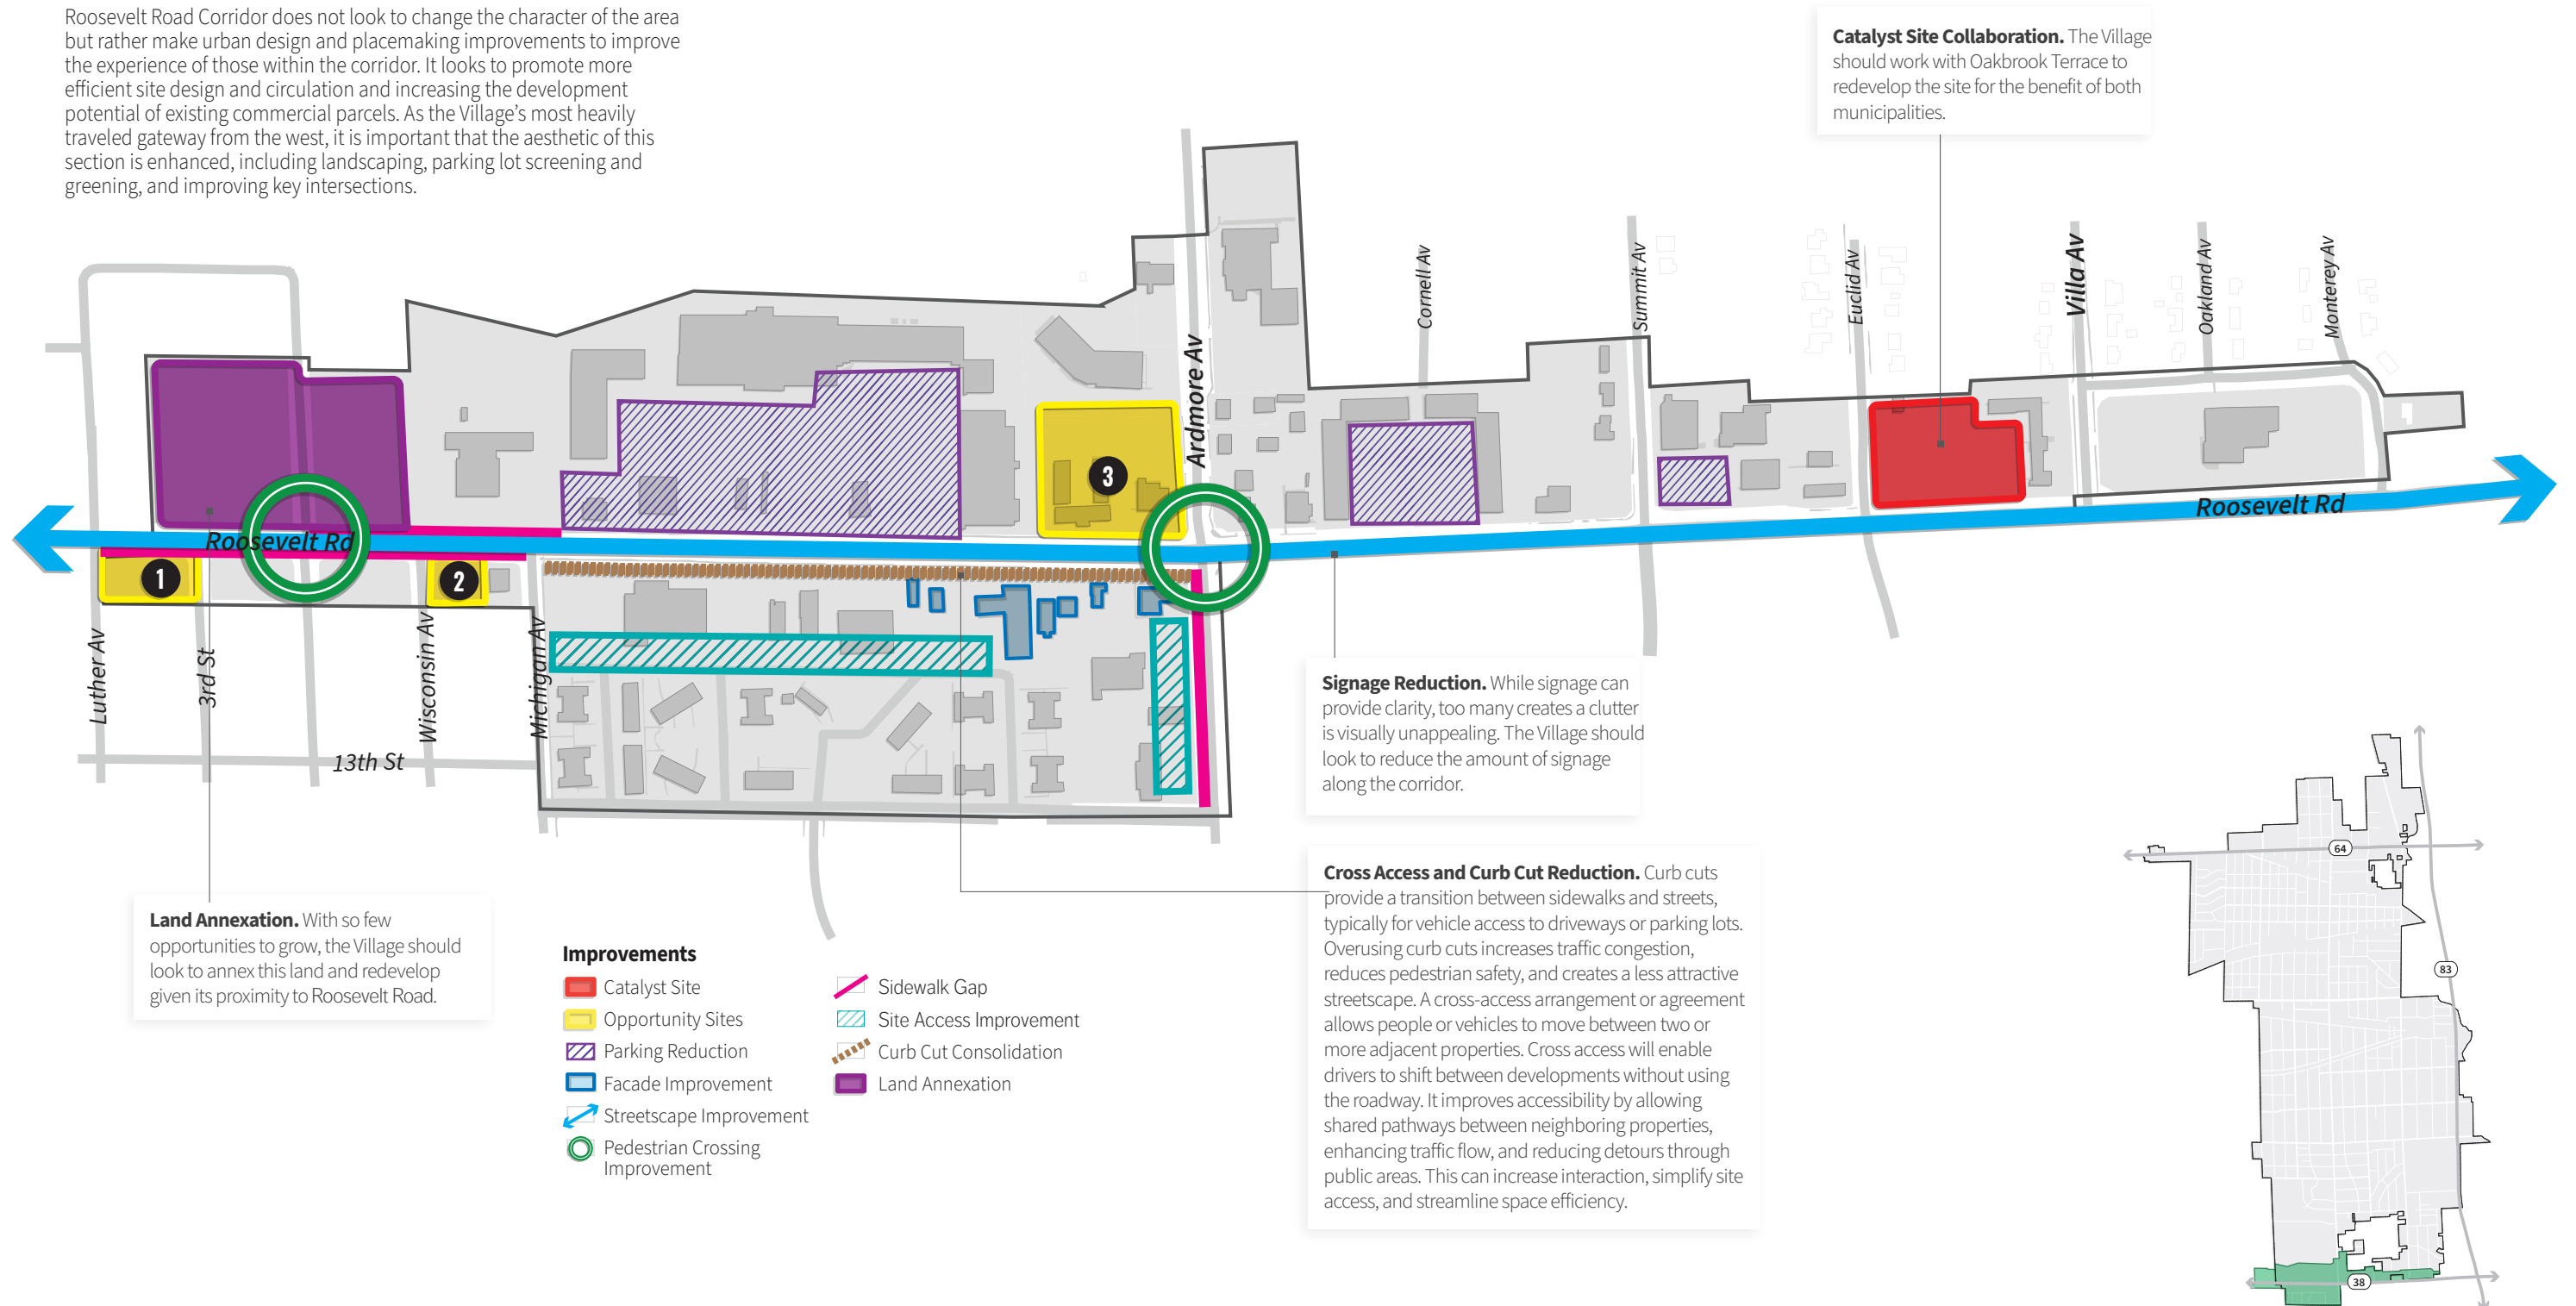 Roosevelt Road Corridor does not look to change the character of the area
but rather make urban design and placemaking improvements to improve
the experience of those within the corridor. It looks to promote more
efficient site design and circulation and increasing the development
potential of existing commercial parcels. As the Village's most heavily
traveled gateway from the west, it is important that the aesthetic of this
section is enhanced, including landscaping, parking lot screening and
greening, and improving key intersections.
Catalyst Site Collaboration. The Village
should work with Oakbrook Terrace to
redevelop the site for the benefit of both
municipalities.
Ardmore Av
Cornell Av
Summit Av
Euclid Av
Villa Av
Oakland Av
Monterey Av
3
Roosevelt Rd
Roosevelt Rd
1
2
Luther Av
3rd St
Wisconsin Av
Michigan Av
13th St
Signage Reduction. While signage can
provide clarity, too many creates a clutter
is visually unappealing. The Village should
look to reduce the amount of signage
along the corridor.
Land Annexation. With so few
opportunities to grow, the Village should
look to annex this land and redevelop
given its proximity to Roosevelt Road.
Improvements
Catalyst Site
Opportunity Sites
Parking Reduction
Facade Improvement
Streetscape Improvement
Pedestrian Crossing
Improvement
Sidewalk Gap
Site Access Improvement
Curb Cut Consolidation
Land Annexation
Cross Access and Curb Cut Reduction. Curb cuts
provide a transition between sidewalks and streets,
typically for vehicle access to driveways or parking lots.
Overusing curb cuts increases traffic congestion,
reduces pedestrian safety, and creates a less attractive
streetscape. A cross-access arrangement or agreement
allows people or vehicles to move between two or
more adjacent properties. Cross access will enable
drivers to shift between developments without using
the roadway. It improves accessibility by allowing
shared pathways between neighboring properties,
enhancing traffic flow, and reducing detours through
public areas. This can increase interaction, simplify site
access, and streamline space efficiency.
64
83
38